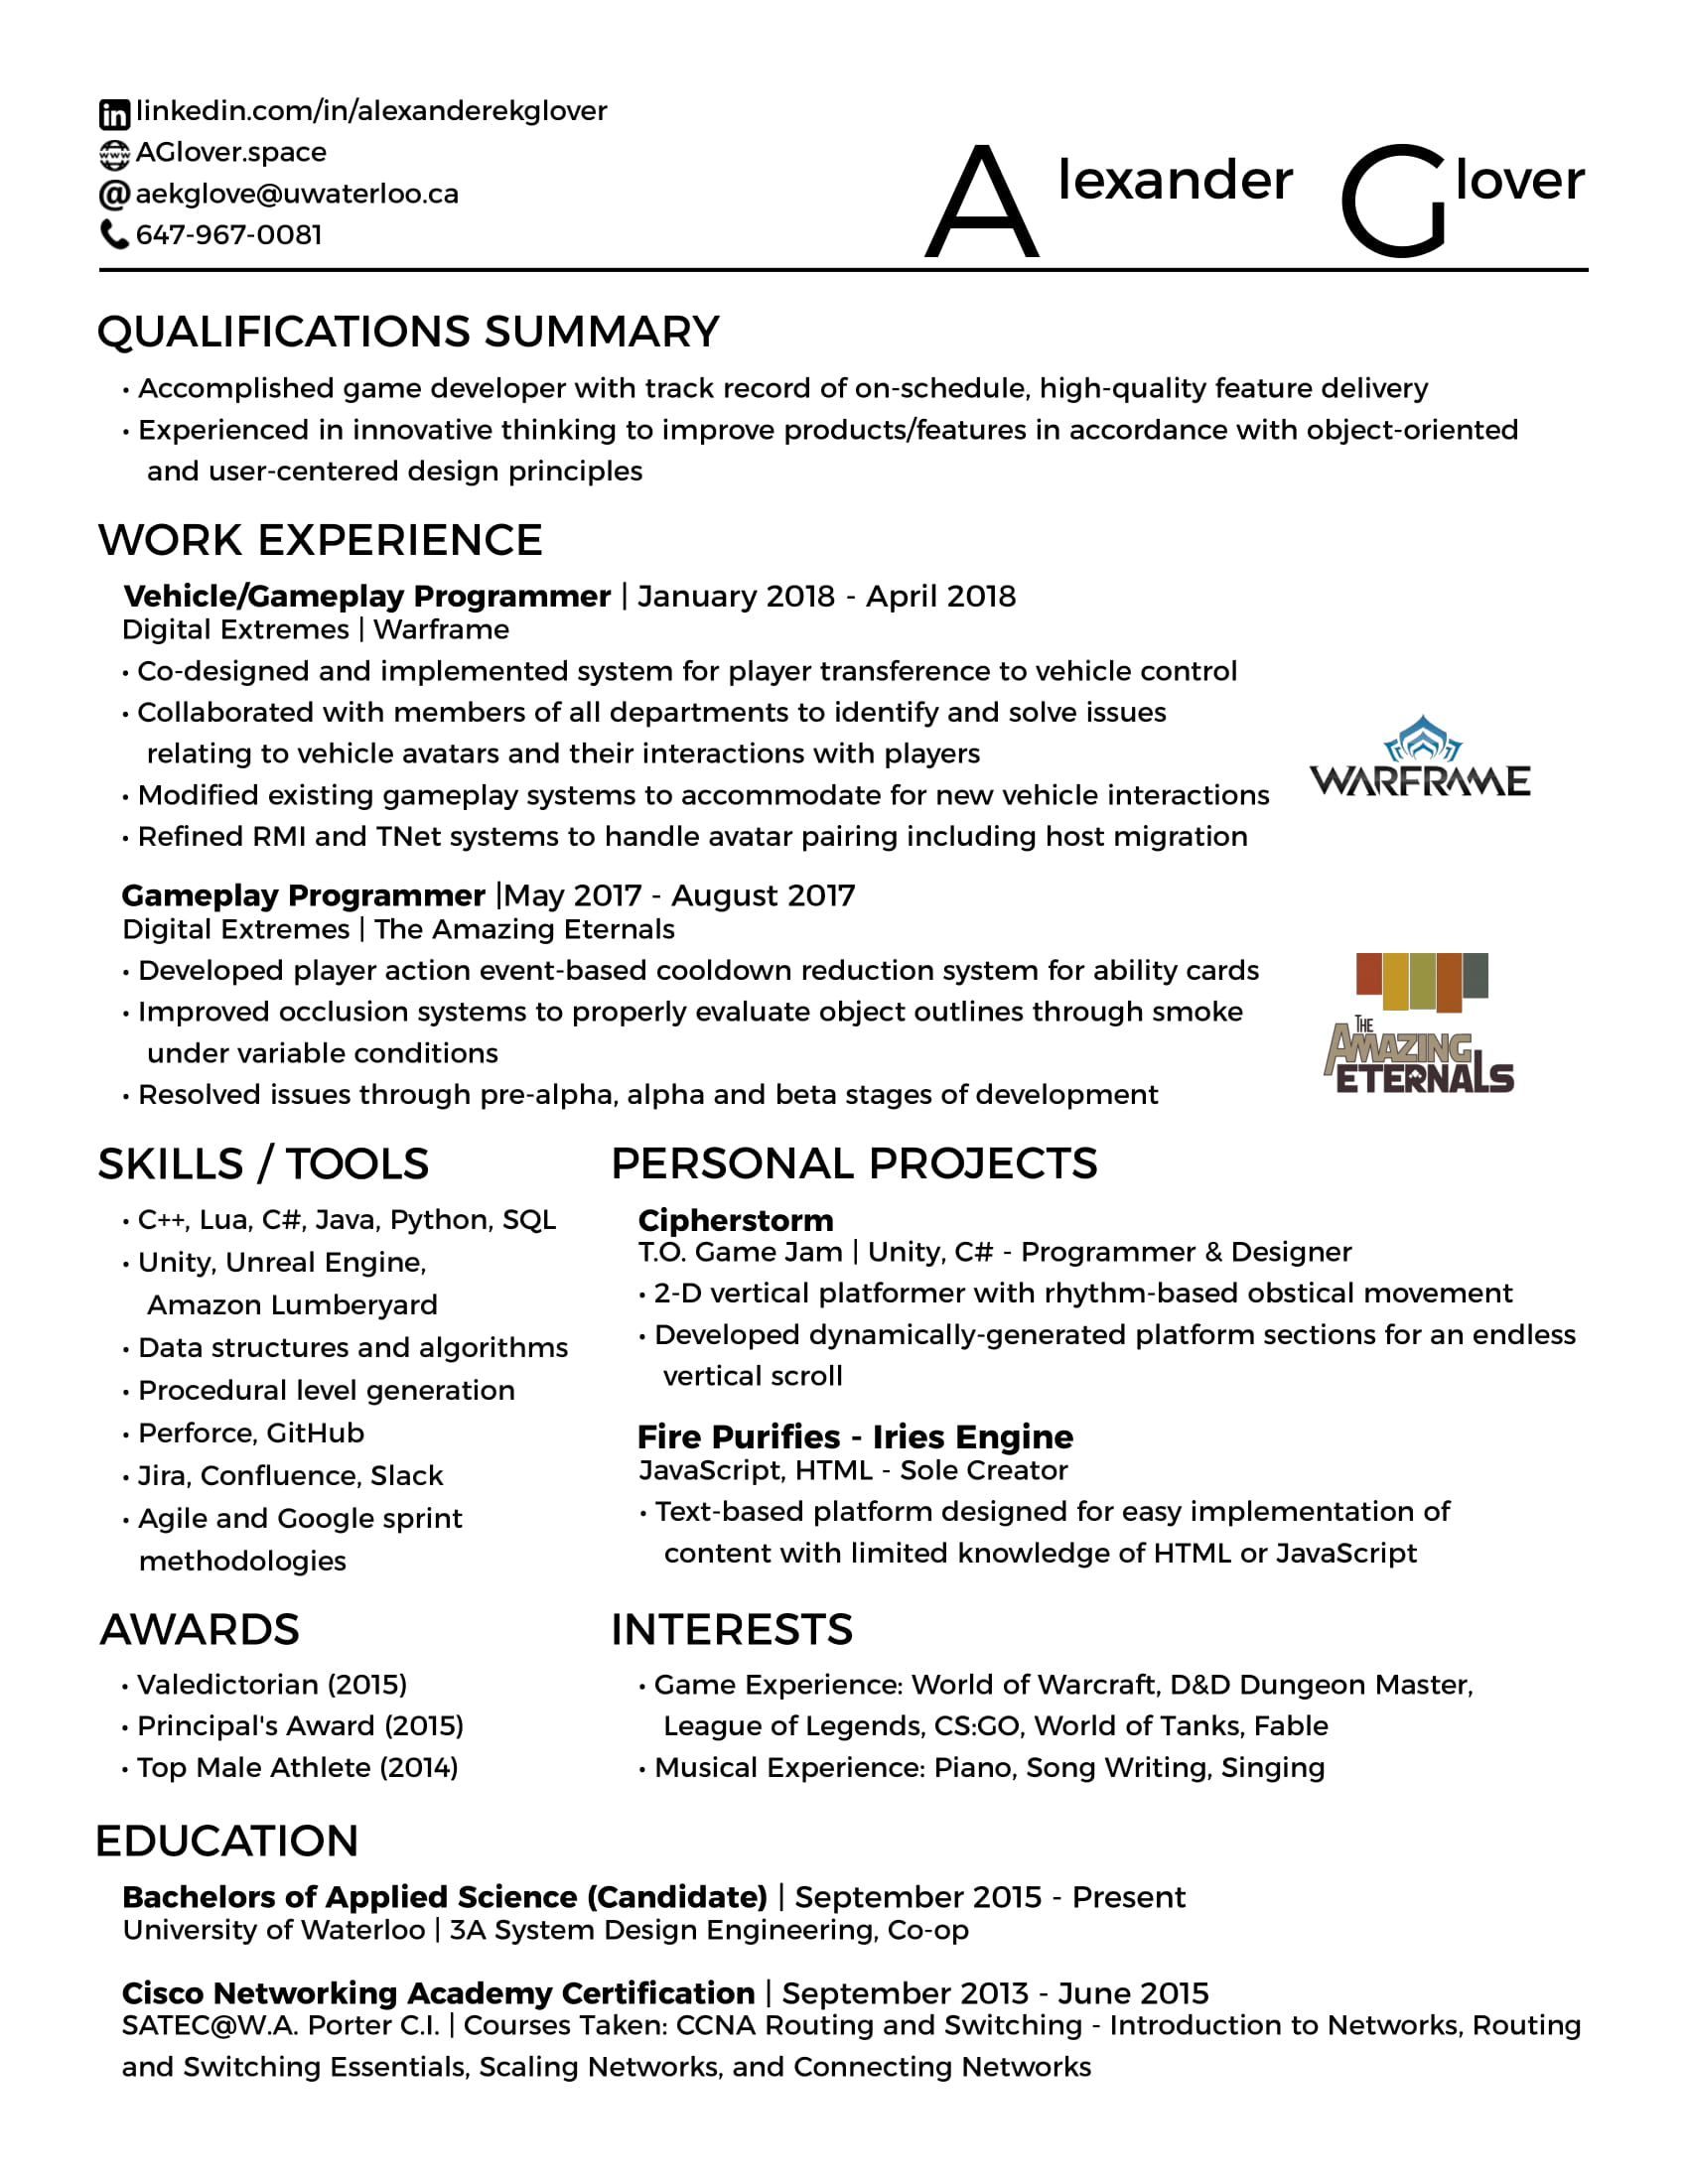 linkedin.com/in/alexanderekglover
AGlover.space
aekglove@uwaterloo.ca
647-967-0081
Alexander Glover
QUALIFICATIONS SUMMARY
• Accomplished game developer with track record of on-schedule, high-quality feature delivery
• Experienced in innovative thinking to improve products/features in accordance with object-oriented
and user-centered design principles
WORK EXPERIENCE
Vehicle/Gameplay Programmer | January 2018 - April 2018
Digital Extremes | Warframe
• Co-designed and implemented system for player transference to vehicle control
• Collaborated with members of all departments to identify and solve issues
relating to vehicle avatars and their interactions with players
• Modified existing gameplay systems to accommodate for new vehicle interactions
• Refined RMI and TNet systems to handle avatar pairing including host migration
WARFRAME
Gameplay Programmer |May 2017 - August 2017
Digital Extremes | The Amazing Eternals
• Developed player action event-based cooldown reduction system for ability cards
• Improved occlusion systems to properly evaluate object outlines through smoke
under variable conditions
• Resolved issues through pre-alpha, alpha and beta stages of development
THE
AMAZING
ETERNALS
SKILLS / TOOLS
• C++, Lua, C#, Java, Python, SQL
• Unity, Unreal Engine,
Amazon Lumberyard
• Data structures and algorithms
• Procedural level generation
• Perforce, GitHub
• Jira, Confluence, Slack
• Agile and Google sprint
methodologies
PERSONAL PROJECTS
Cipherstorm
T.O. Game Jam | Unity, C# - Programmer & Designer
• 2-D vertical platformer with rhythm-based obstical movement
• Developed dynamically-generated platform sections for an endless
vertical scroll
Fire Purifies - Iries Engine
JavaScript, HTML - Sole Creator
• Text-based platform designed for easy implementation of
content with limited knowledge of HTML or JavaScript
AWARDS
• Valedictorian (2015)
• Principal's Award (2015)
• Top Male Athlete (2014)
INTERESTS
• Game Experience: World of Warcraft, D&D Dungeon Master,
League of Legends, CS:GO, World of Tanks, Fable
• Musical Experience: Piano, Song Writing, Singing
EDUCATION
Bachelors of Applied Science (Candidate) | September 2015 - Present
University of Waterloo | 3A System Design Engineering, Co-op
Cisco Networking Academy Certification | September 2013 - June 2015
SATEC@W.A. Porter C.I. | Courses Taken: CCNA Routing and Switching - Introduction to Networks, Routing
and Switching Essentials, Scaling Networks, and Connecting Networks